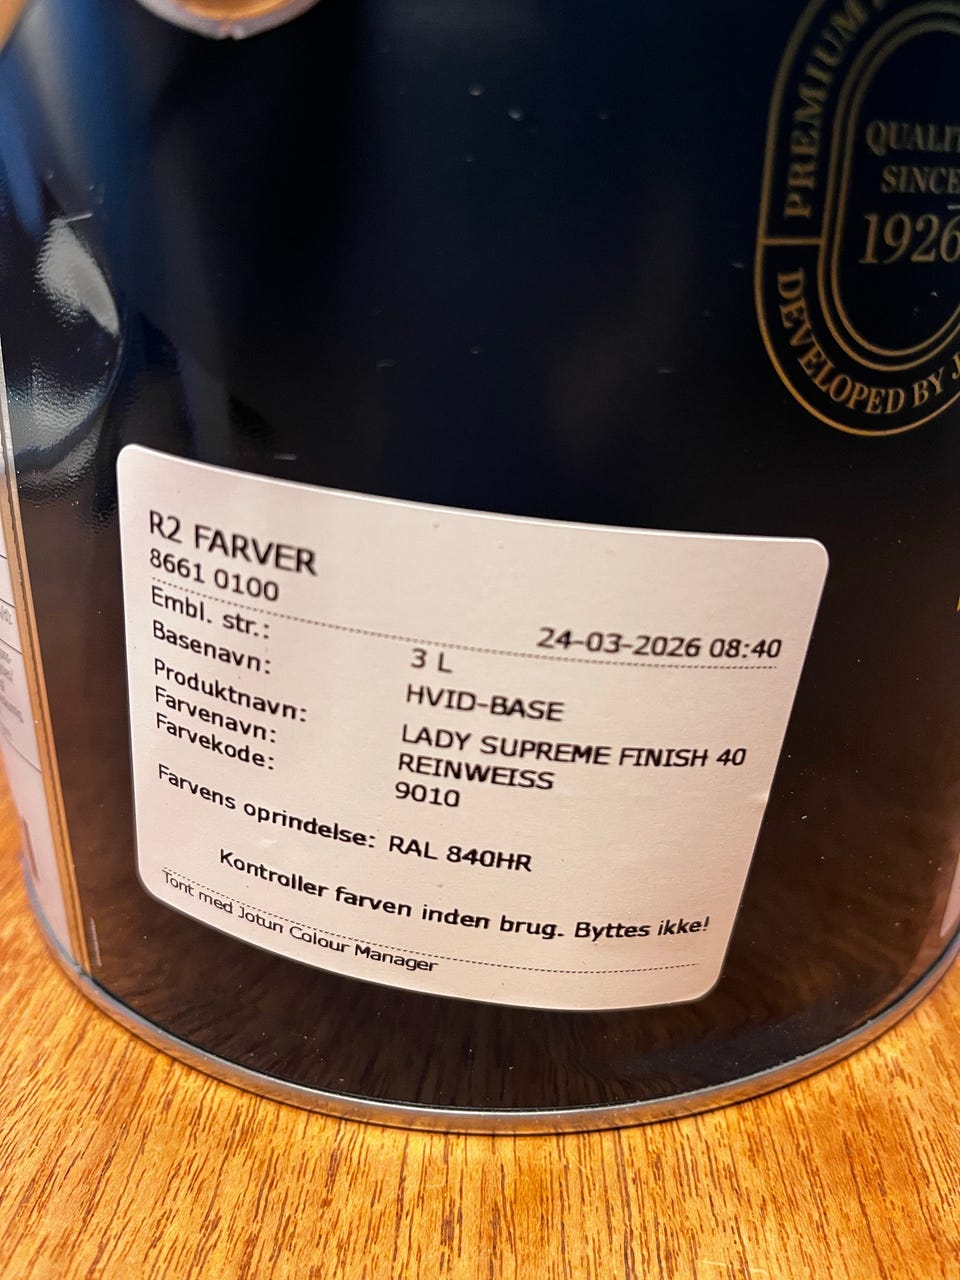 PREMIUM
QUALIT
SINCE
1926
DEVELOPED BY J
R2 FARVER
8661 0100
24-03-2026 08:40
Embl. str.: 3 L
Basenavn: HVID-BASE
Produktnavn: LADY SUPREME FINISH 40
Farvenavn: REINWEISS
Farvekode: 9010
Farvens oprindelse: RAL 840HR
Kontroller farven inden brug. Byttes ikke!
Tont med Jotun Colour Manager